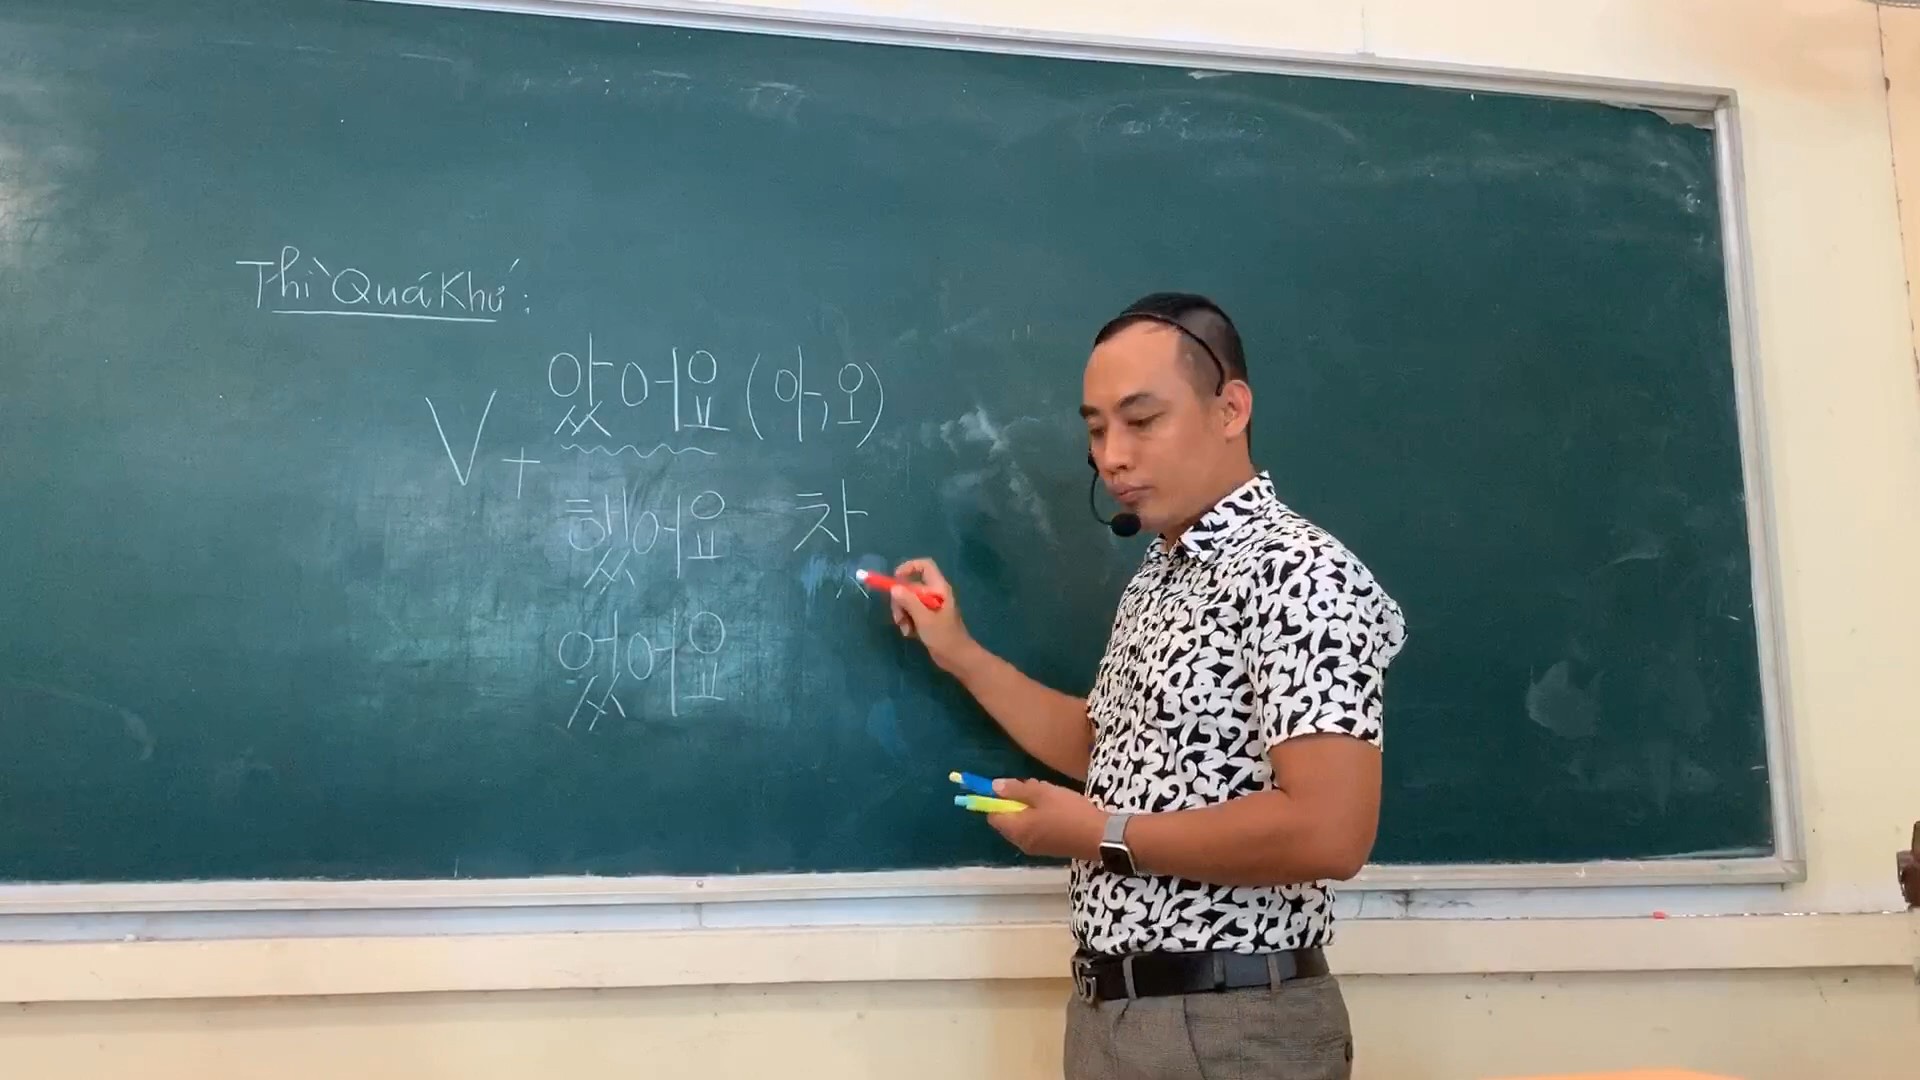 Thì Quá Khứ:
V + 았어요 (아, 오)
했어요 차
었어요